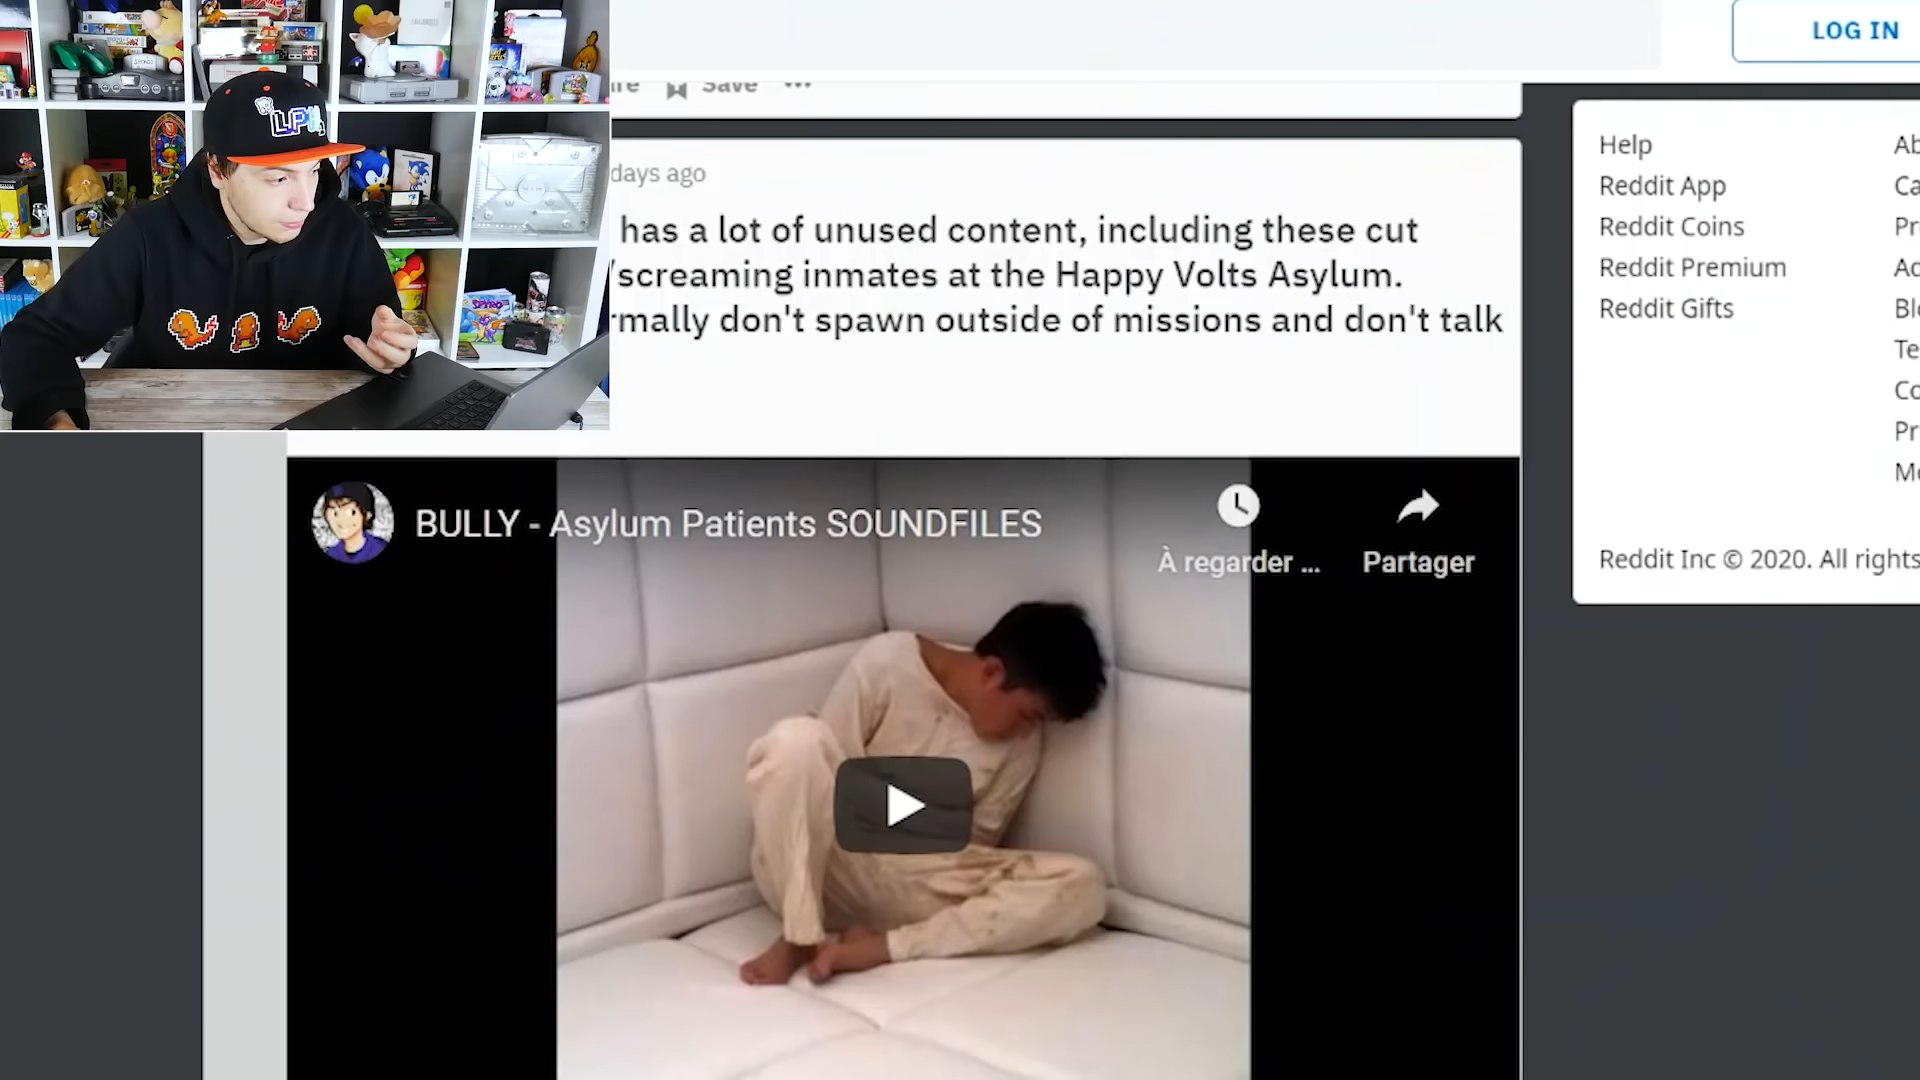 LOG IN
Save
days ago
has a lot of unused content, including these cut
screaming inmates at the Happy Volts Asylum.
don't spawn outside of missions and don't talk
BULLY - Asylum Patients SOUNDFILES
À regarder ...
Partager
Help
Reddit App
Reddit Coins
Reddit Premium
Reddit Gifts
Reddit Inc © 2020. All rights